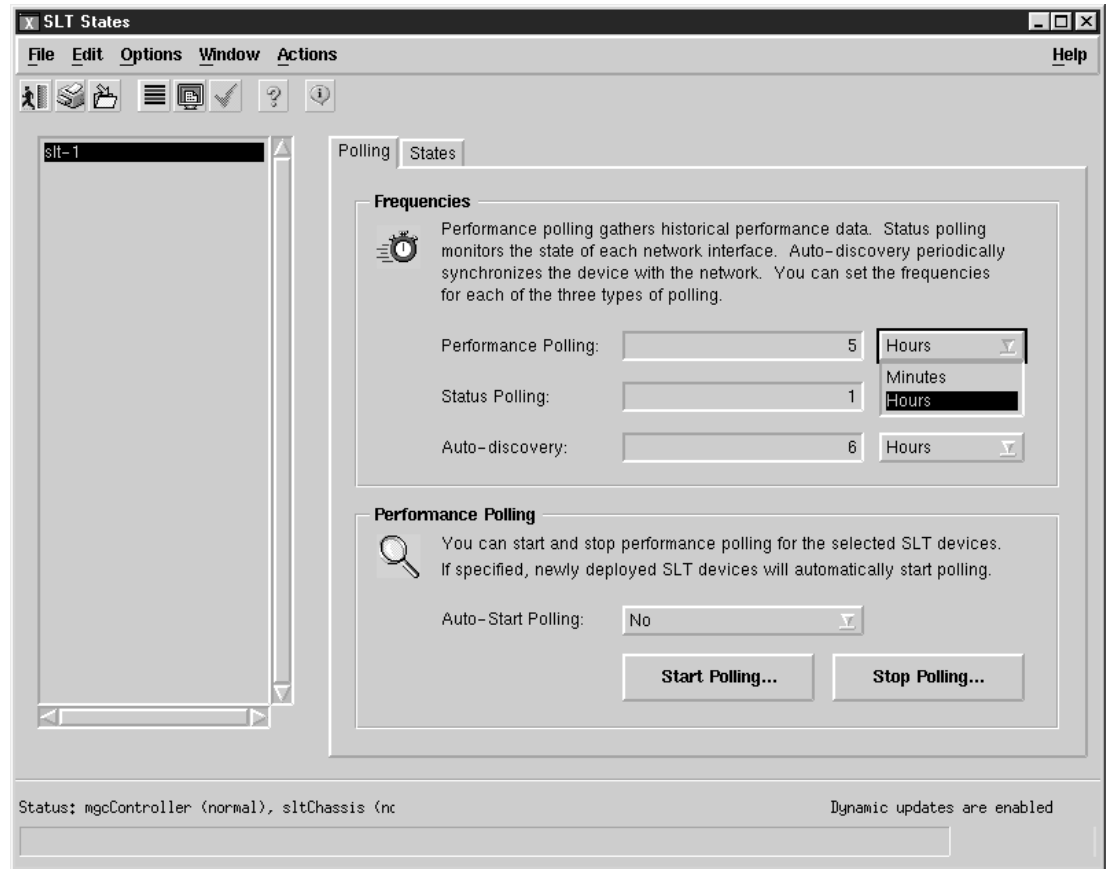 SLT States
File Edit Options Window Actions Help
slt-1
Polling States
Frequencies
Performance polling gathers historical performance data. Status polling
monitors the state of each network interface. Auto-discovery periodically
synchronizes the device with the network. You can set the frequencies
for each of the three types of polling.
Performance Polling: 5 Hours
Minutes
Status Polling: 1 Hours
Auto-discovery: 6 Hours
Performance Polling
You can start and stop performance polling for the selected SLT devices.
If specified, newly deployed SLT devices will automatically start polling.
Auto-Start Polling: No
Start Polling... Stop Polling...
Status: mgcController (normal), sltChassis (nc Dynamic updates are enabled